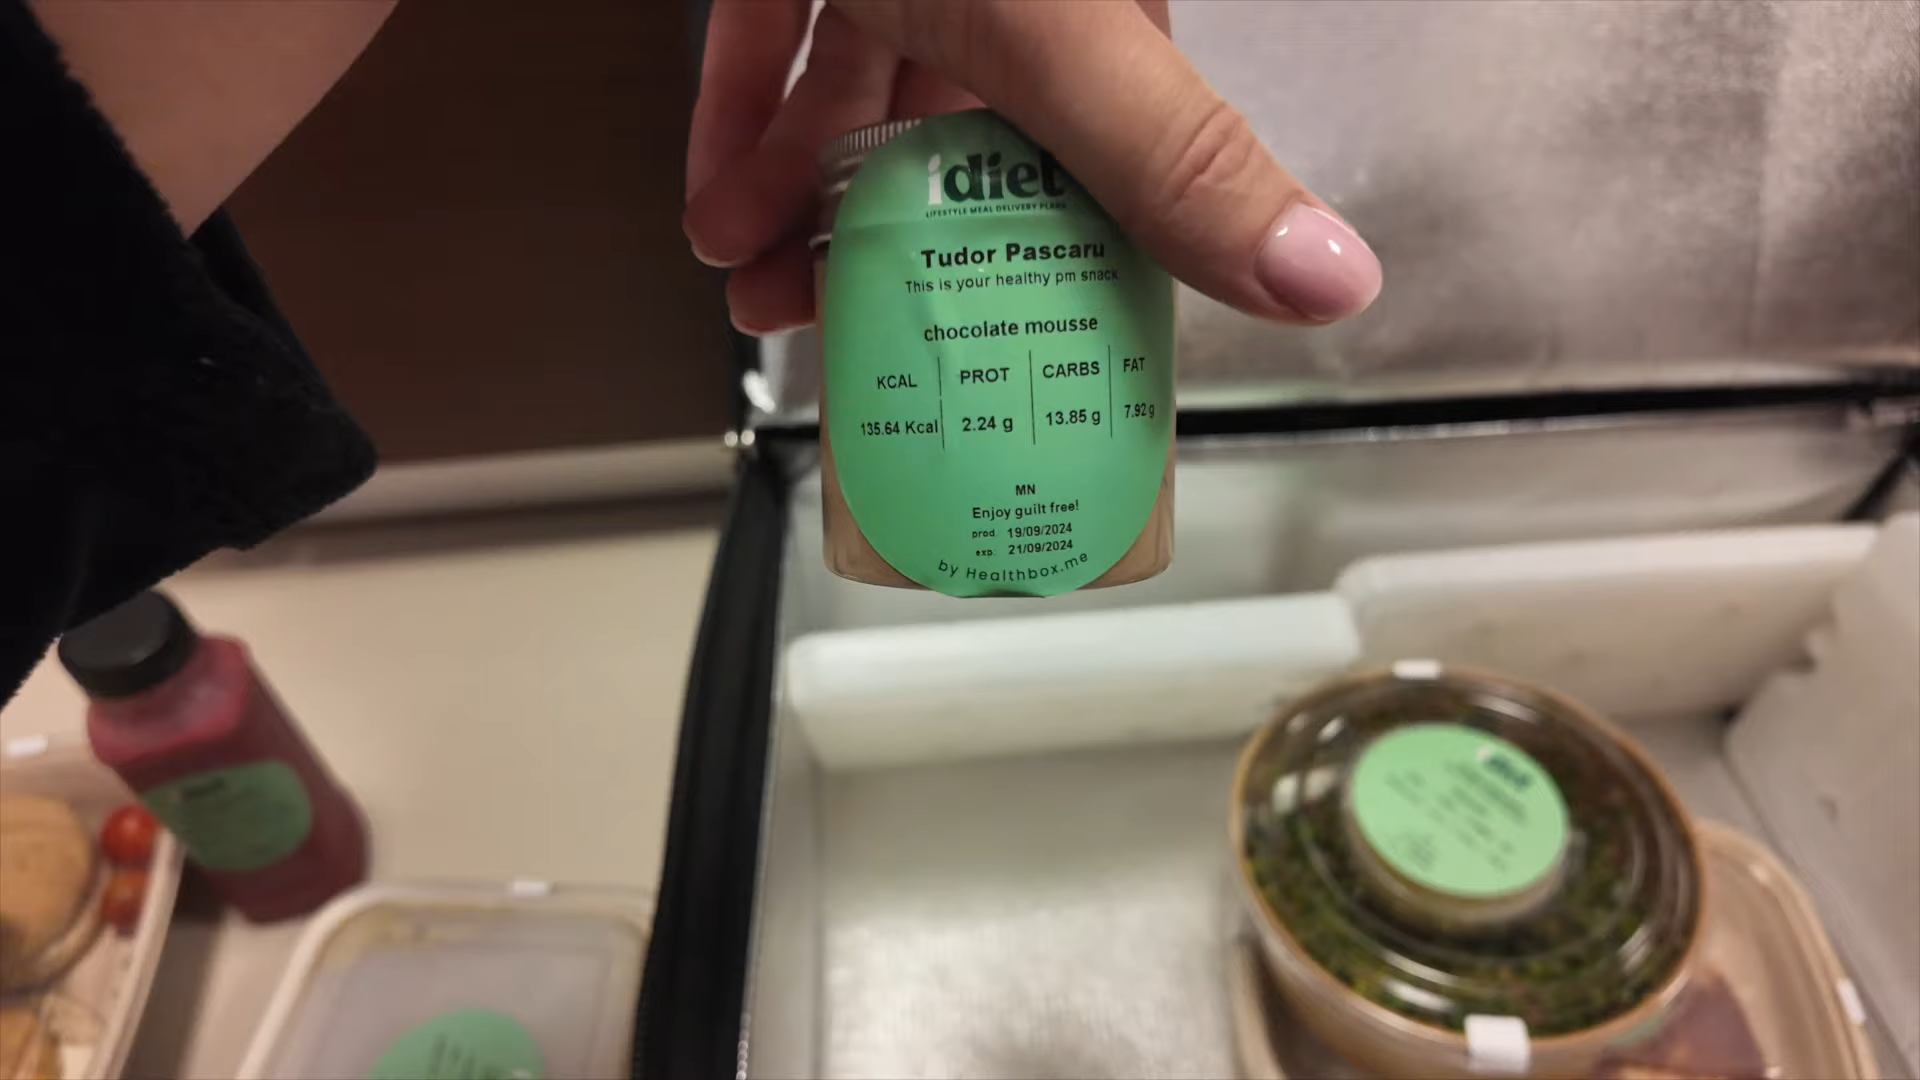 idiet
LIFESTYLE MEAL DELIVERY PLANS
Tudor Pascaru
This is your healthy pm snack
chocolate mousse
KCAL PROT CARBS FAT
135.64 Kcal 2.24 g 13.85 g 7.92 g
MN
Enjoy guilt free!
prod. 19/09/2024
exp. 21/09/2024
by Healthbox.me